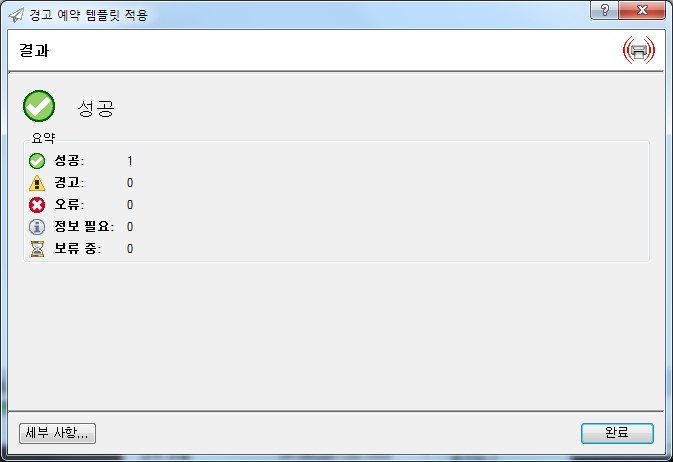 경고 예약 템플릿 적용
결과
성공
요약
성공: 1
경고: 0
오류: 0
정보 필요: 0
보류 중: 0
세부 사항... 완료